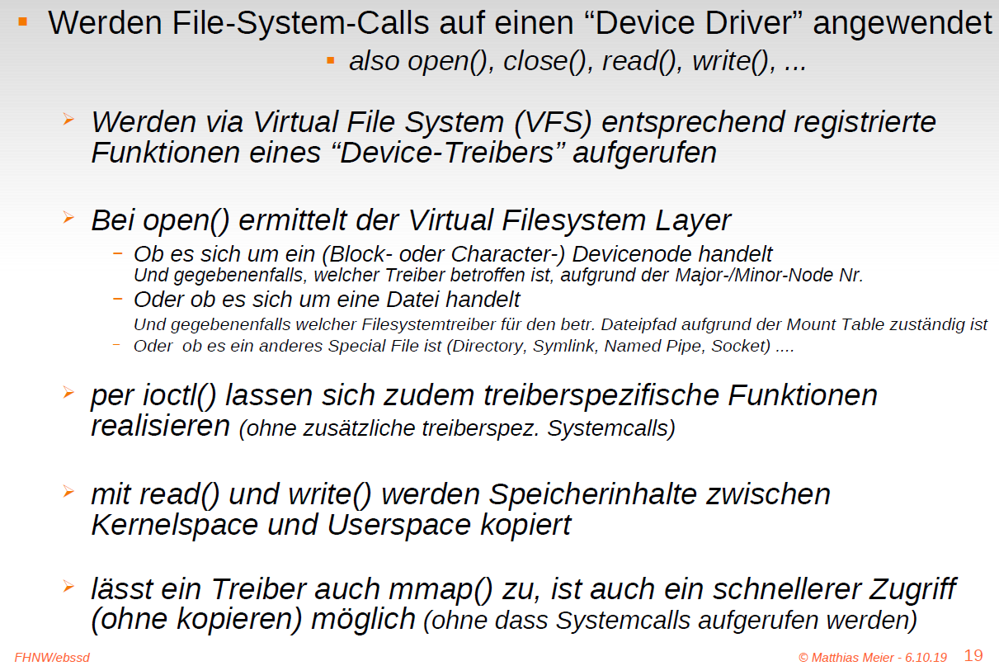 Werden File-System-Calls auf einen “Device Driver” angewendet
also open(), close(), read(), write(), ...
Werden via Virtual File System (VFS) entsprechend registrierte
Funktionen eines “Device-Treibers” aufgerufen
Bei open() ermittelt der Virtual Filesystem Layer
Ob es sich um ein (Block- oder Character-) Devicenode handelt
Und gegebenenfalls, welcher Treiber betroffen ist, aufgrund der Major-/Minor-Node Nr.
Oder ob es sich um eine Datei handelt
Und gegebenenfalls welcher Filesystemtreiber für den betr. Dateipfad aufgrund der Mount Table zuständig ist
Oder ob es ein anderes Special File ist (Directory, Symlink, Named Pipe, Socket) ....
per ioctl() lassen sich zudem treiberspezifische Funktionen
realisieren (ohne zusätzliche treiberspez. Systemcalls)
mit read() und write() werden Speicherinhalte zwischen
Kernelspace und Userspace kopiert
lässt ein Treiber auch mmap() zu, ist auch ein schnellerer Zugriff
(ohne kopieren) möglich (ohne dass Systemcalls aufgerufen werden)
FHNW/ebssd © Matthias Meier - 6.10.19 19